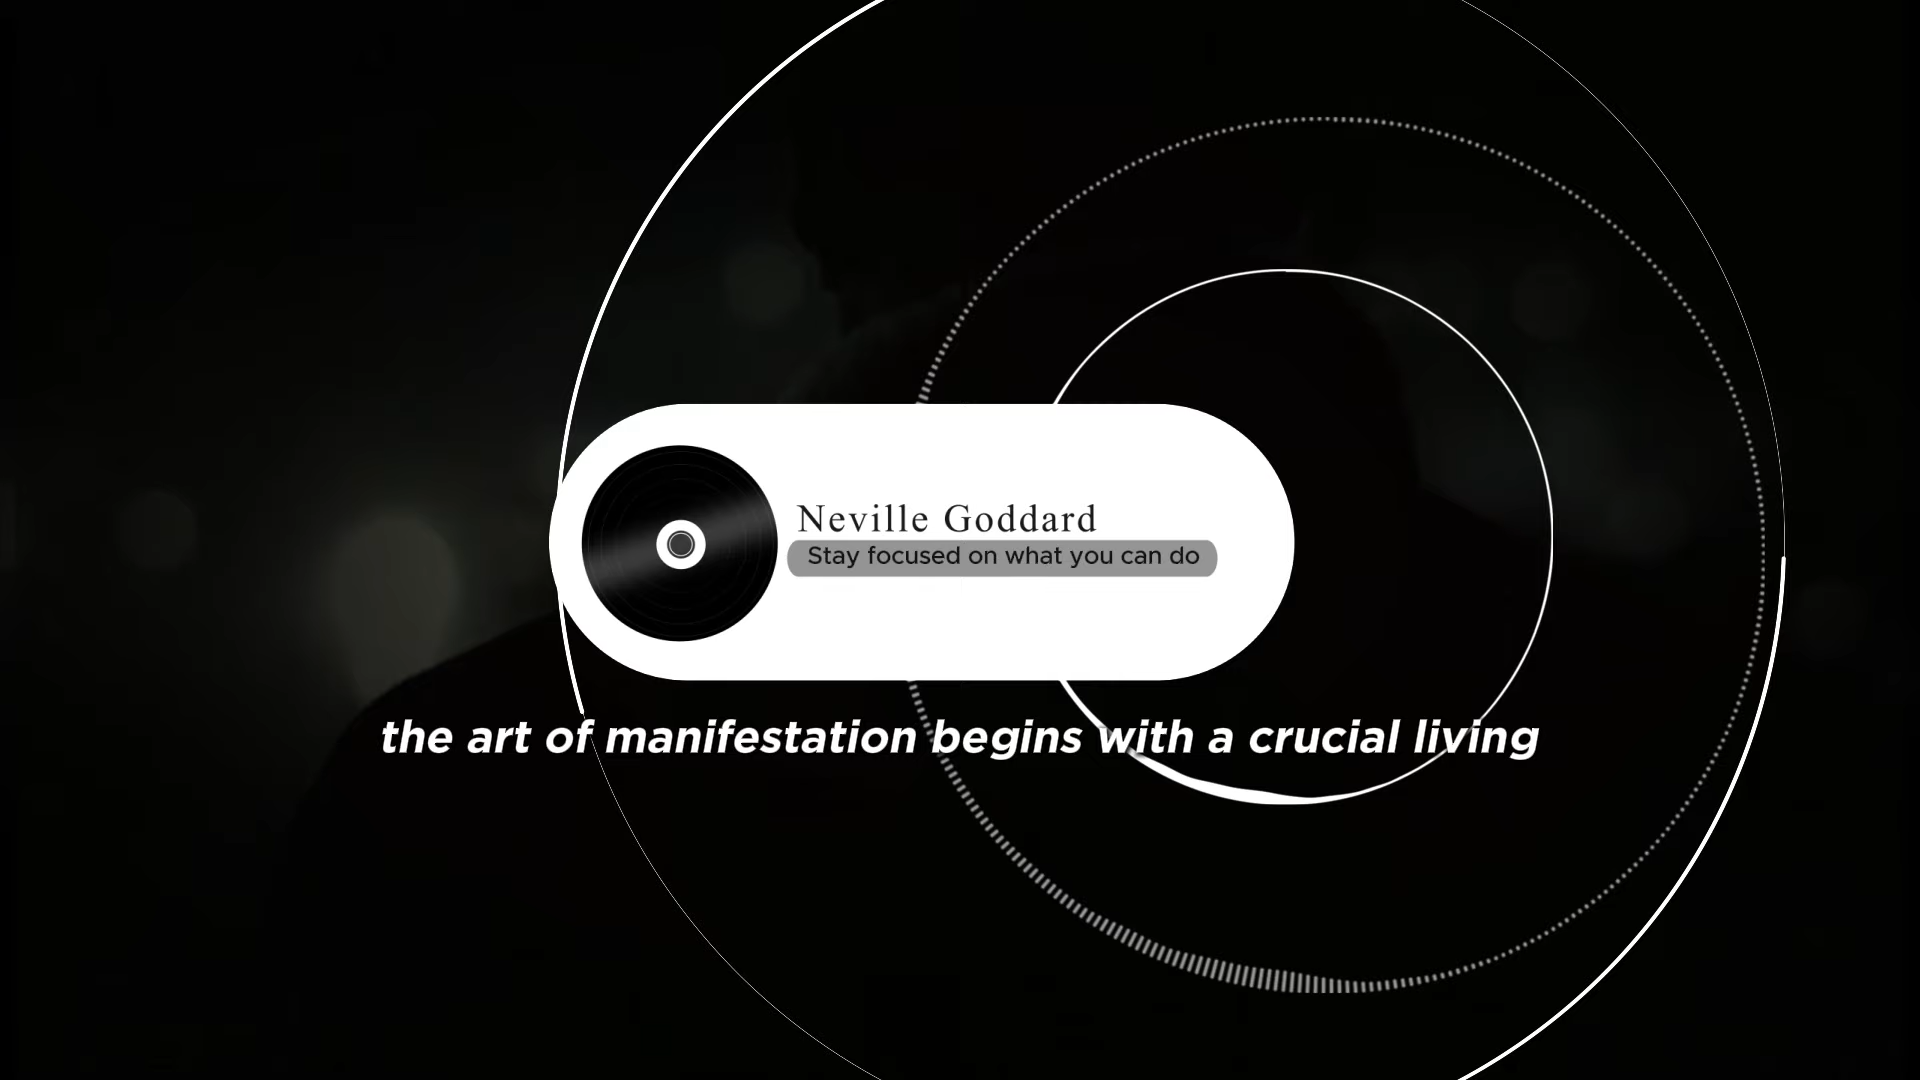 Neville Goddard
Stay focused on what you can do
the art of manifestation begins with a crucial living